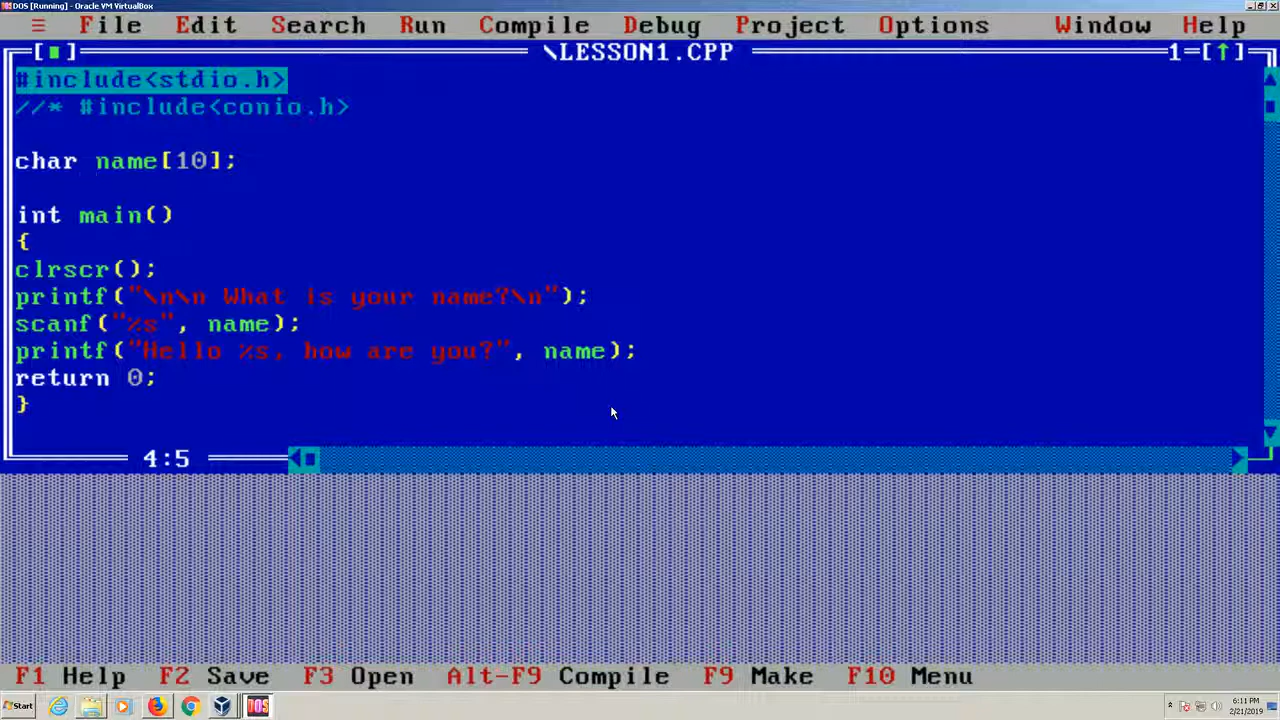 DOS [Running] - Oracle VM VirtualBox
≡ File Edit Search Run Compile Debug Project Options Window Help
[■] \LESSON1.CPP 1=[↑]
#include<stdio.h>
//* #include<conio.h>
char name[10];
int main()
{
clrscr();
printf("\n\n What is your name?\n");
scanf("%s", name);
printf("Hello %s, how are you?", name);
return 0;
}
4:5
F1 Help F2 Save F3 Open Alt-F9 Compile F9 Make F10 Menu
Start
DOS
6:11 PM
2/21/2019